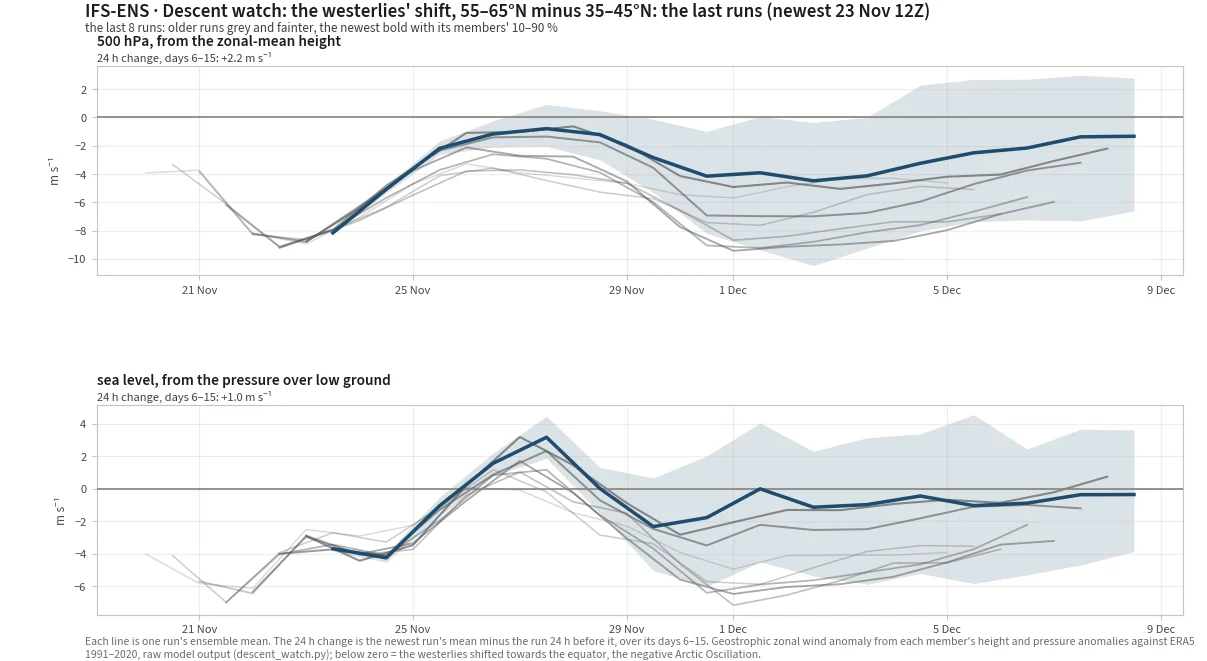 IFS-ENS · Descent watch: the westerlies' shift, 55–65°N minus 35–45°N: the last runs (newest 23 Nov 12Z)
the last 8 runs: older runs grey and fainter, the newest bold with its members' 10–90 %
500 hPa, from the zonal-mean height
24 h change, days 6–15: +2.2 m s⁻¹
2
0
−2
−4
−6
−8
−10
m s⁻¹
21 Nov
25 Nov
29 Nov
1 Dec
5 Dec
9 Dec
sea level, from the pressure over low ground
24 h change, days 6–15: +1.0 m s⁻¹
4
2
0
−2
−4
−6
m s⁻¹
21 Nov
25 Nov
29 Nov
1 Dec
5 Dec
9 Dec
Each line is one run's ensemble mean. The 24 h change is the newest run's mean minus the run 24 h before it, over its days 6–15. Geostrophic zonal wind anomaly from each member's height and pressure anomalies against ERA5
1991–2020, raw model output (descent_watch.py); below zero = the westerlies shifted towards the equator, the negative Arctic Oscillation.